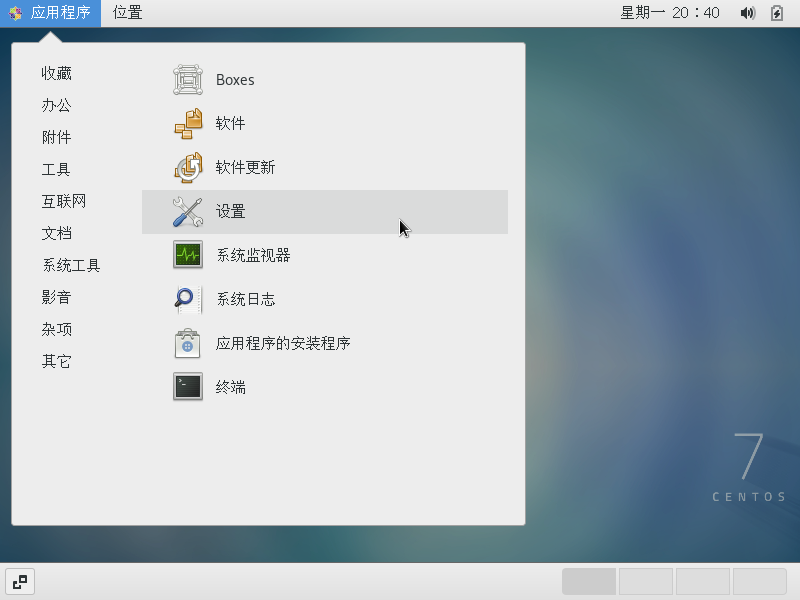 应用程序 位置 星期一 20：40
收藏
办公
附件
工具
互联网
文档
系统工具
影音
杂项
其它
Boxes
软件
软件更新
设置
系统监视器
系统日志
应用程序的安装程序
终端
7
CENTOS